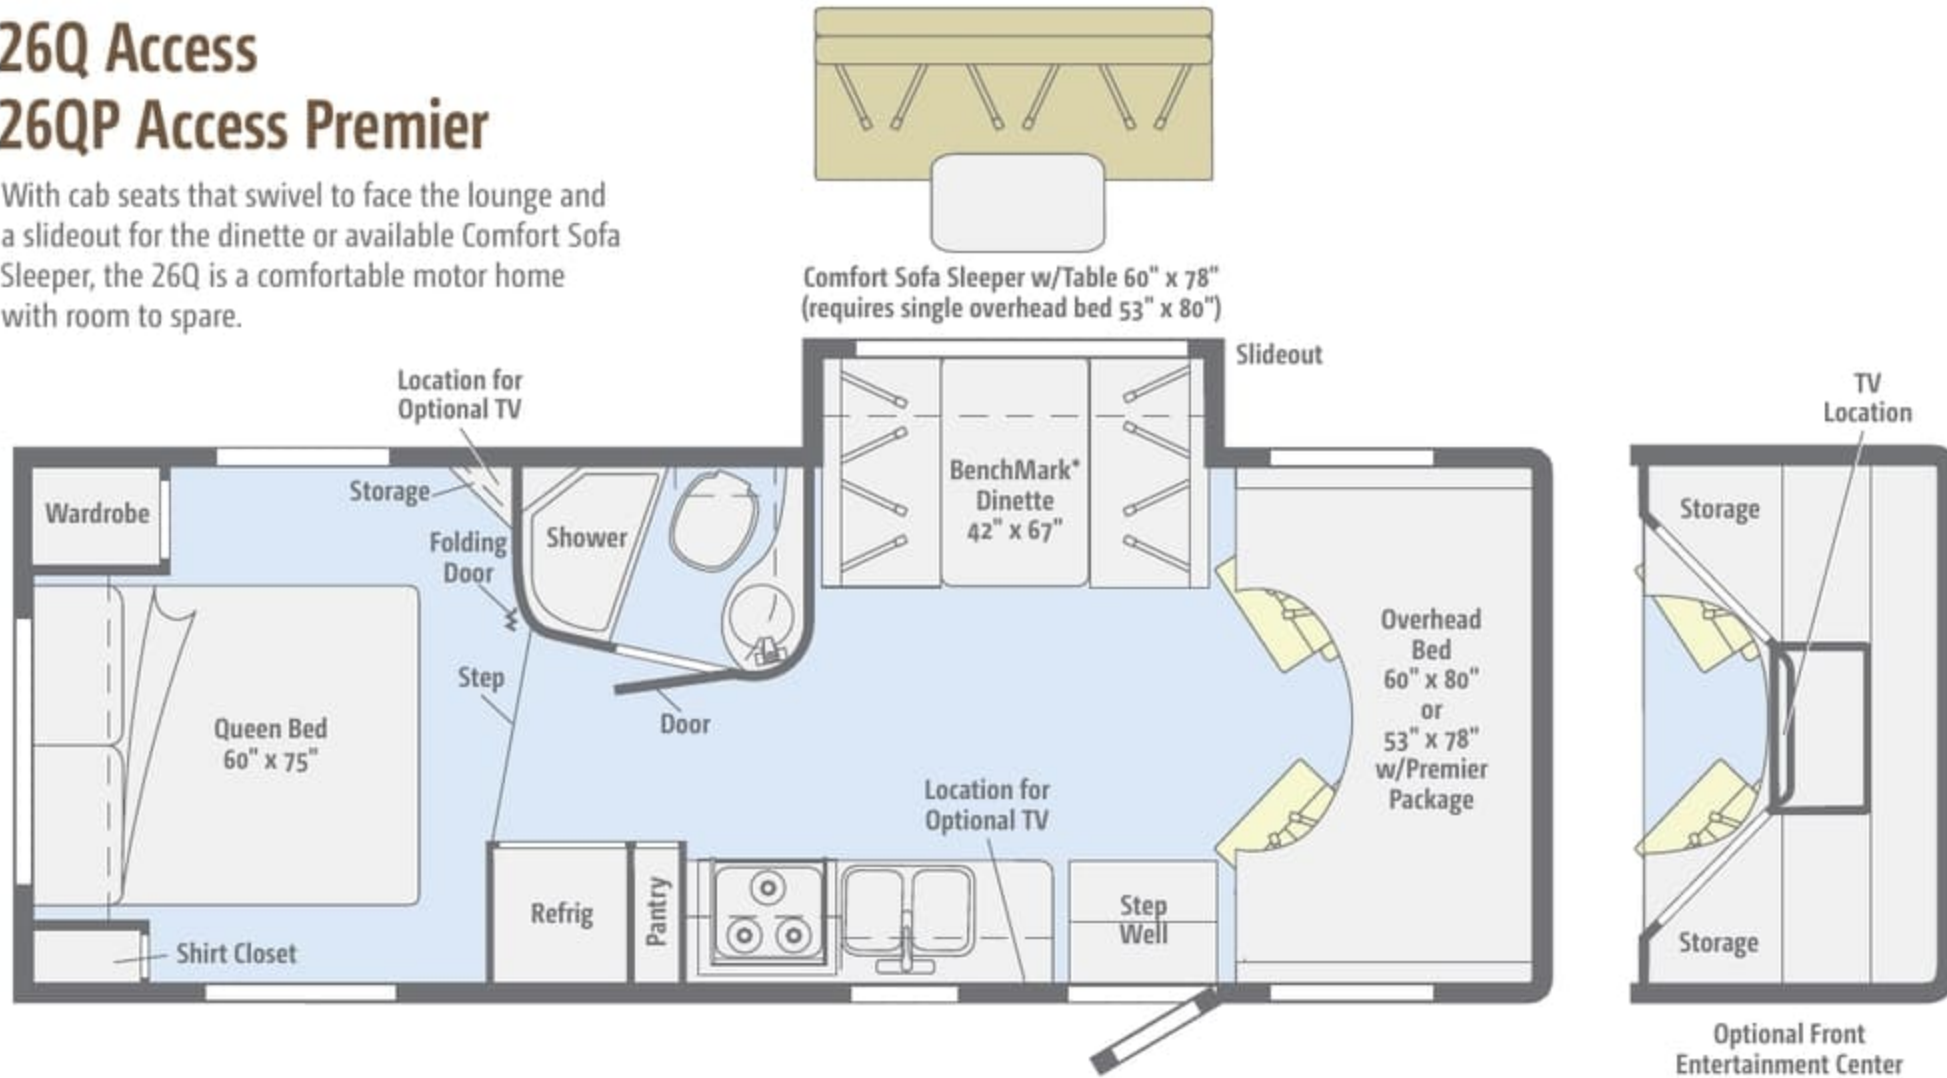 26Q Access
26QP Access Premier
With cab seats that swivel to face the lounge and
a slideout for the dinette or available Comfort Sofa
Sleeper, the 26Q is a comfortable motor home
with room to spare.
Comfort Sofa Sleeper w/Table 60" x 78"
(requires single overhead bed 53" x 80")
Slideout
Location for
Optional TV
TV
Location
Wardrobe
Storage
Folding
Door
Shower
BenchMark*
Dinette
42" x 67"
Storage
Overhead
Bed
60" x 80"
or
53" x 78"
w/Premier
Package
Step
Door
Queen Bed
60" x 75"
Location for
Optional TV
Refrig
Pantry
Step
Well
Shirt Closet
Storage
Optional Front
Entertainment Center